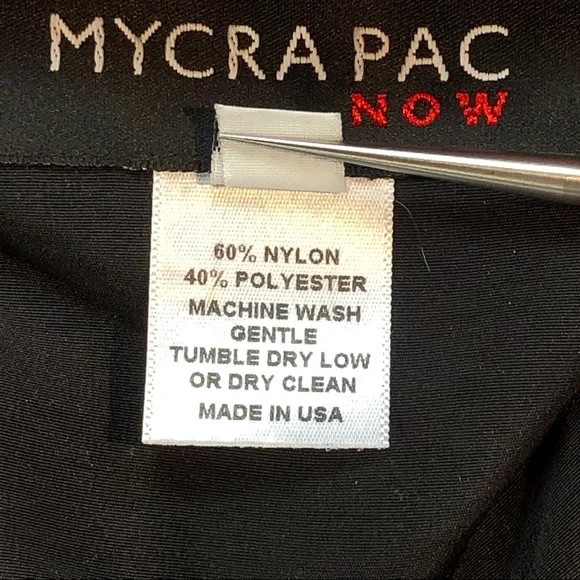 MYCRA PAC
NOW
60% NYLON
40% POLYESTER
MACHINE WASH
GENTLE
TUMBLE DRY LOW
OR DRY CLEAN
MADE IN USA